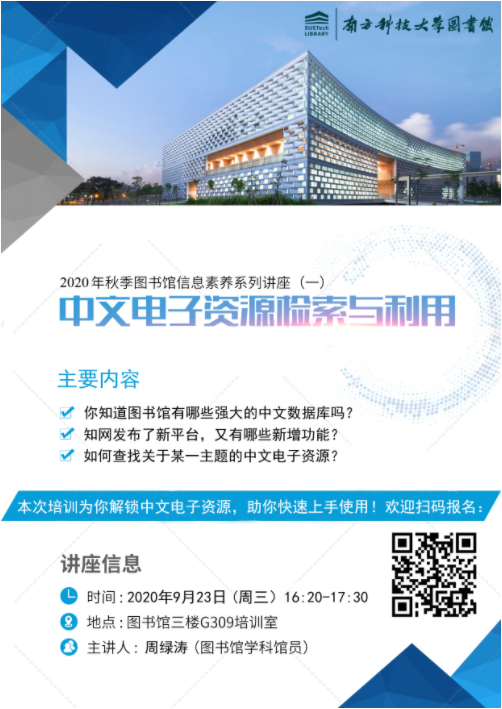 SUSTech
LIBRARY
南方科技大学图书馆
2020年秋季图书馆信息素养系列讲座（一）
中文电子资源检索与利用
主要内容
你知道图书馆有哪些强大的中文数据库吗？
知网发布了新平台，又有哪些新增功能？
如何查找关于某一主题的中文电子资源？
本次培训为你解锁中文电子资源，助你快速上手使用！欢迎扫码报名：
讲座信息
时间：2020年9月23日（周三）16:20-17:30
地点：图书馆三楼G309培训室
主讲人：周绿涛（图书馆学科馆员）